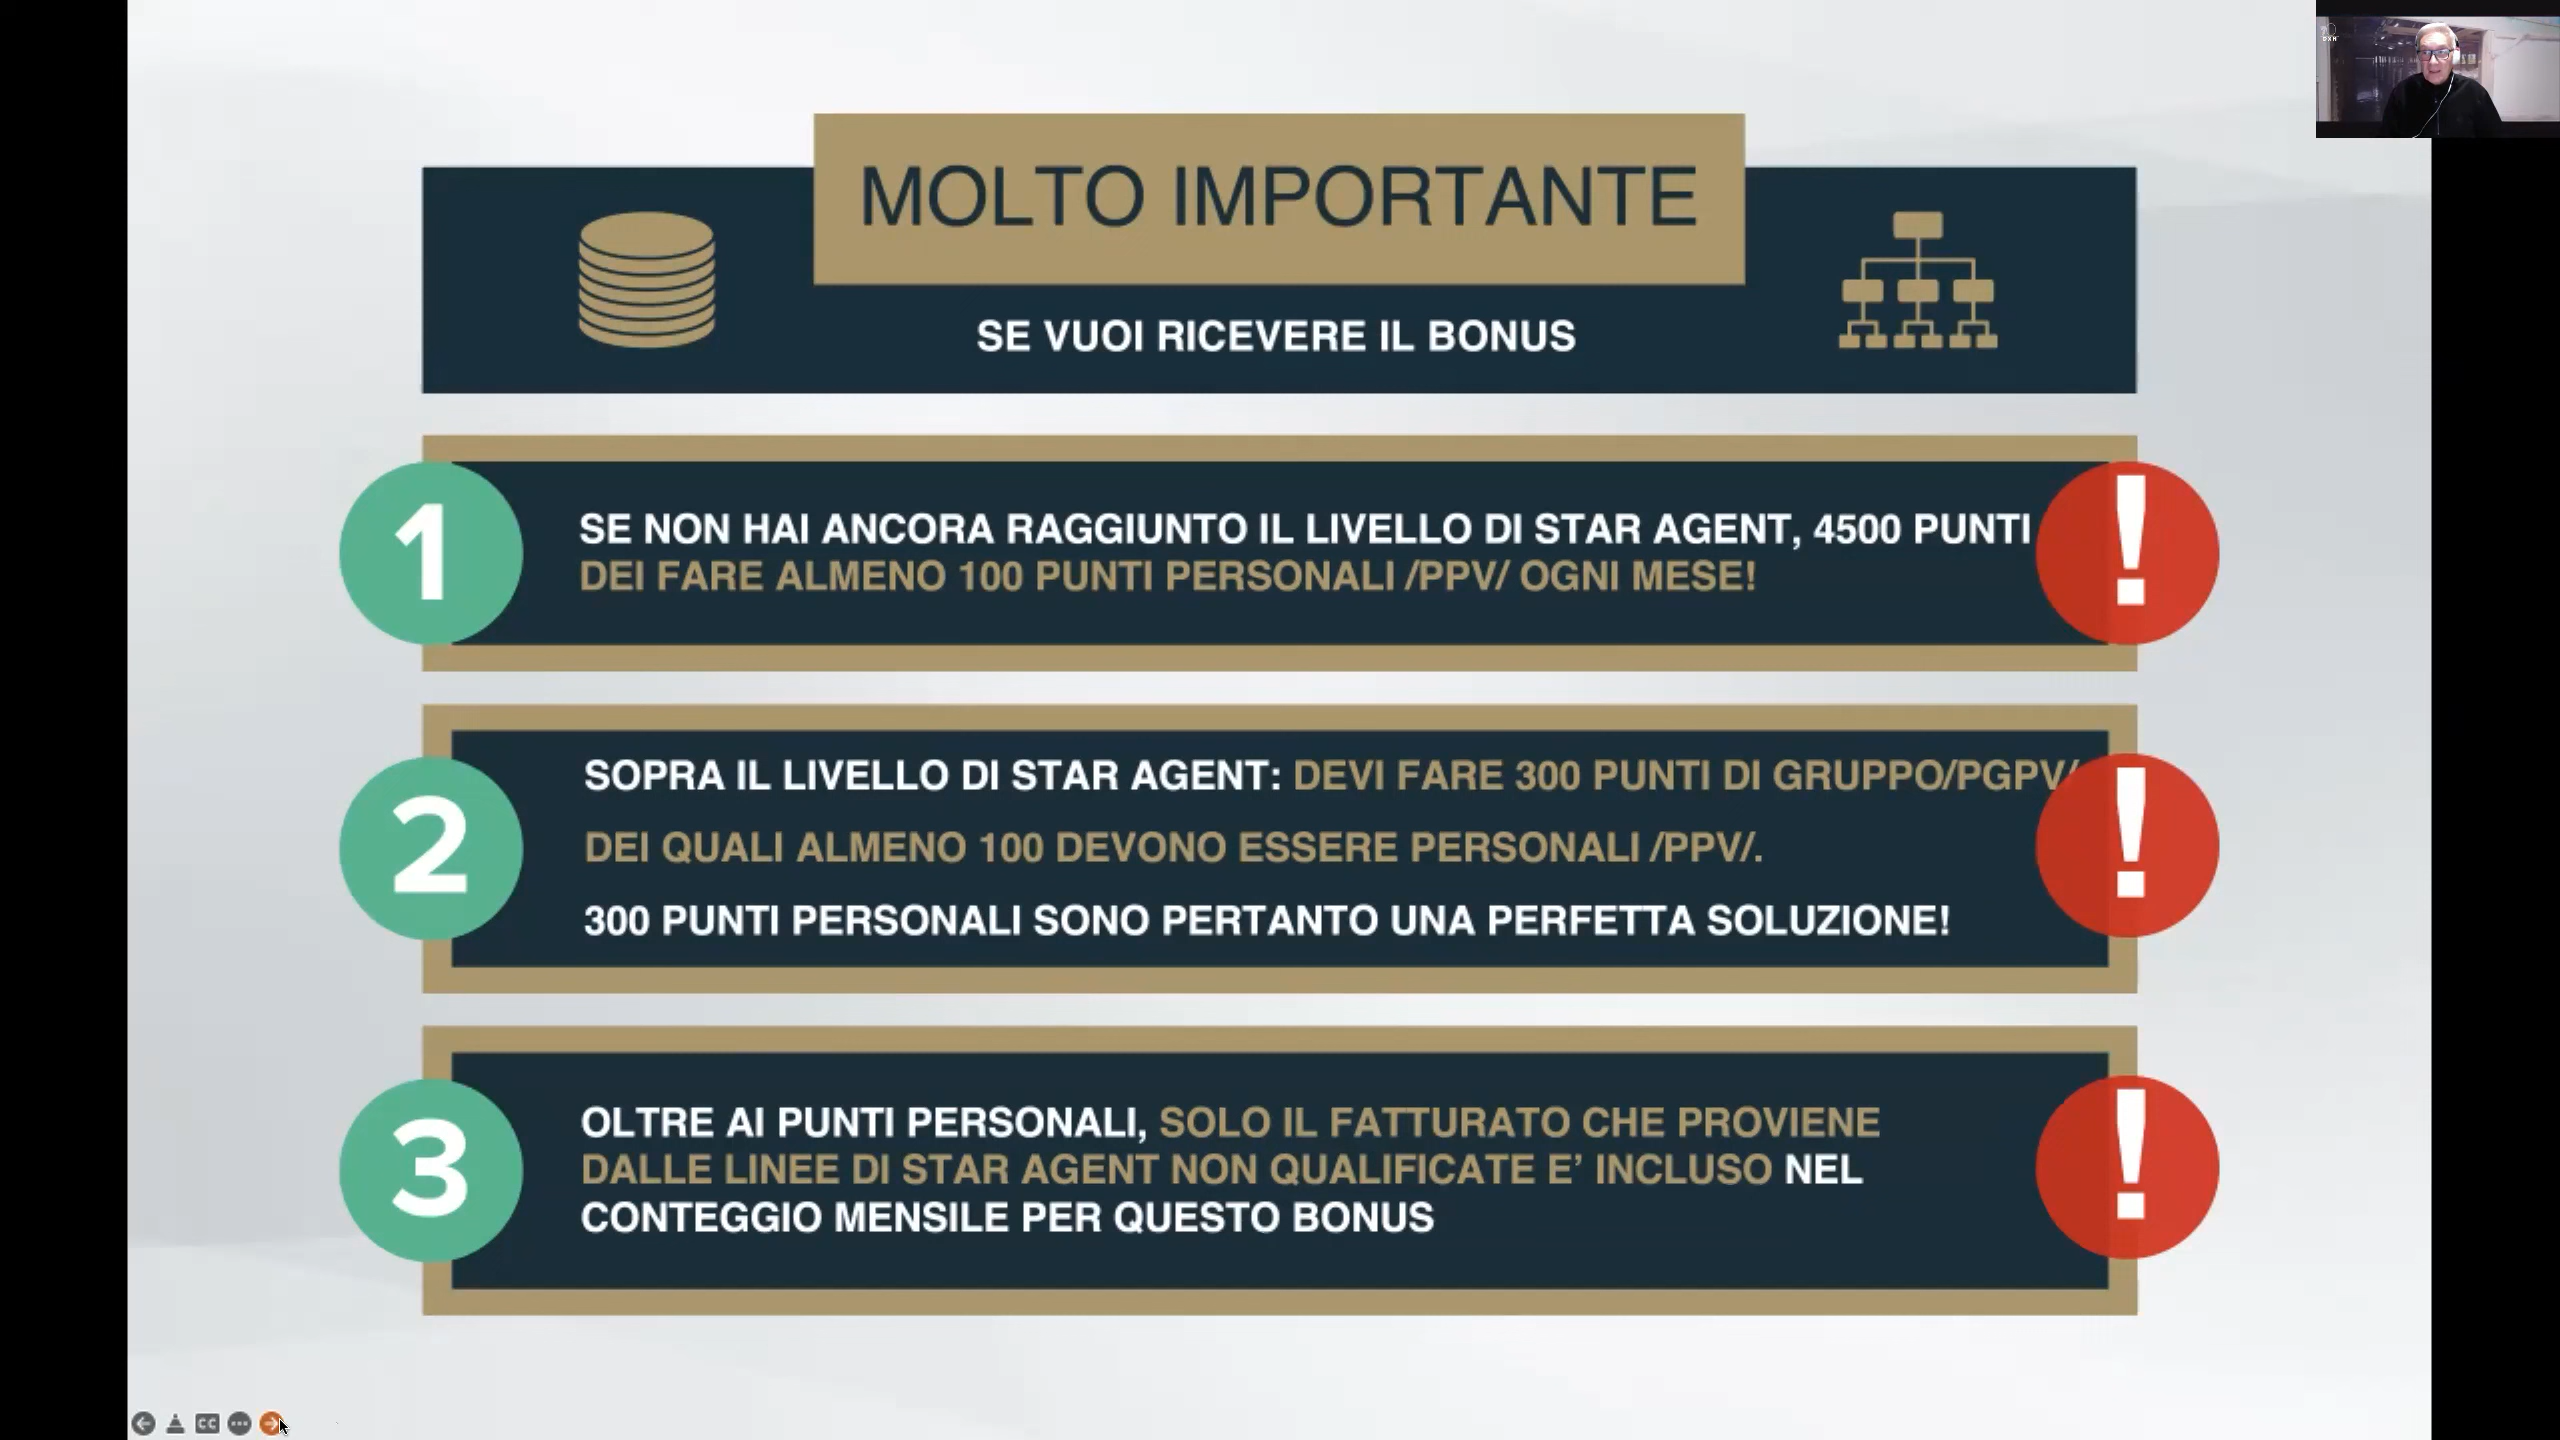 MOLTO IMPORTANTE
SE VUOI RICEVERE IL BONUS
1
SE NON HAI ANCORA RAGGIUNTO IL LIVELLO DI STAR AGENT, 4500 PUNTI
DEI FARE ALMENO 100 PUNTI PERSONALI /PPV/ OGNI MESE!
!
2
SOPRA IL LIVELLO DI STAR AGENT: DEVI FARE 300 PUNTI DI GRUPPO/PGPV/
DEI QUALI ALMENO 100 DEVONO ESSERE PERSONALI /PPV/.
300 PUNTI PERSONALI SONO PERTANTO UNA PERFETTA SOLUZIONE!
!
3
OLTRE AI PUNTI PERSONALI, SOLO IL FATTURATO CHE PROVIENE
DALLE LINEE DI STAR AGENT NON QUALIFICATE E’ INCLUSO NEL
CONTEGGIO MENSILE PER QUESTO BONUS
!
CC